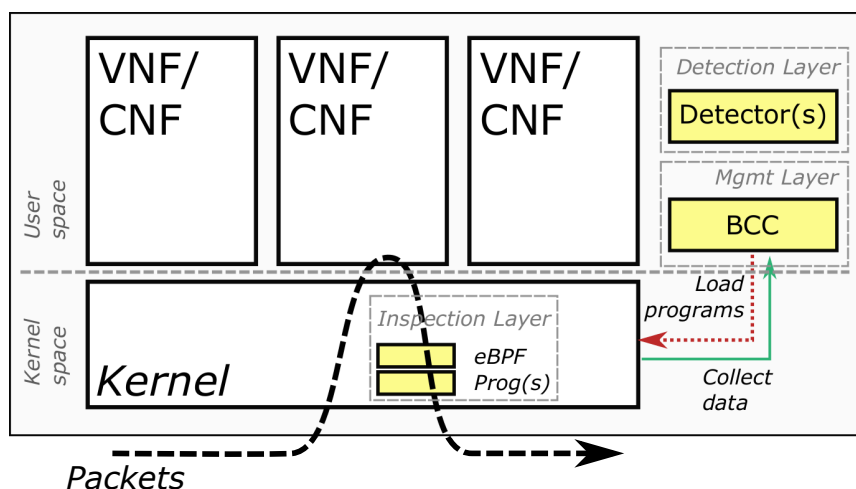 VNF/
CNF
VNF/
CNF
VNF/
CNF
Detection Layer
Detector(s)
Mgmt Layer
BCC
User
space
Load
programs
Kernel
space
Inspection Layer
eBPF
Prog(s)
Kernel
Collect
data
Packets